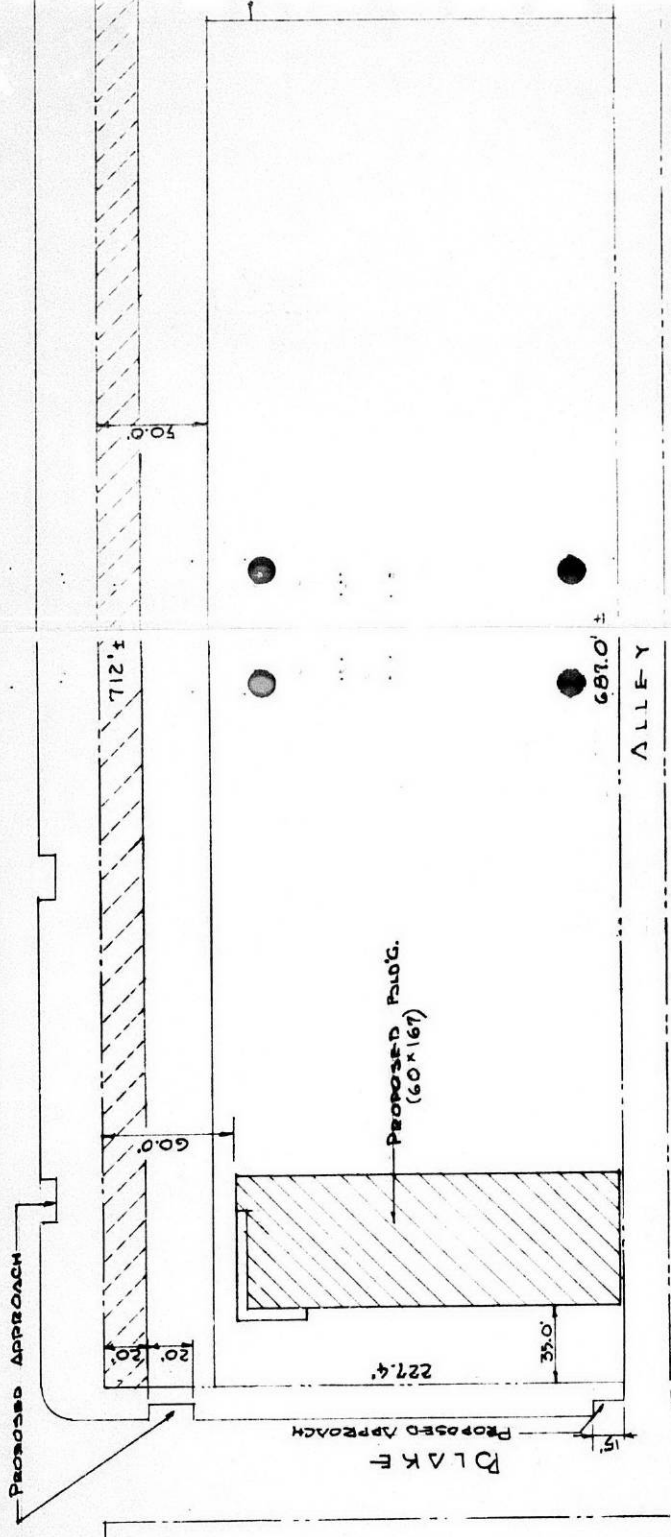 PROPOSED APPROACH
50.0'
712'±
687.0'±
ALLEY
60.0'
PROPOSED BLD'G.
(60×167)
20'
20'
227.4'
35.0'
PROPOSED APPROACH
15'
BLAKE